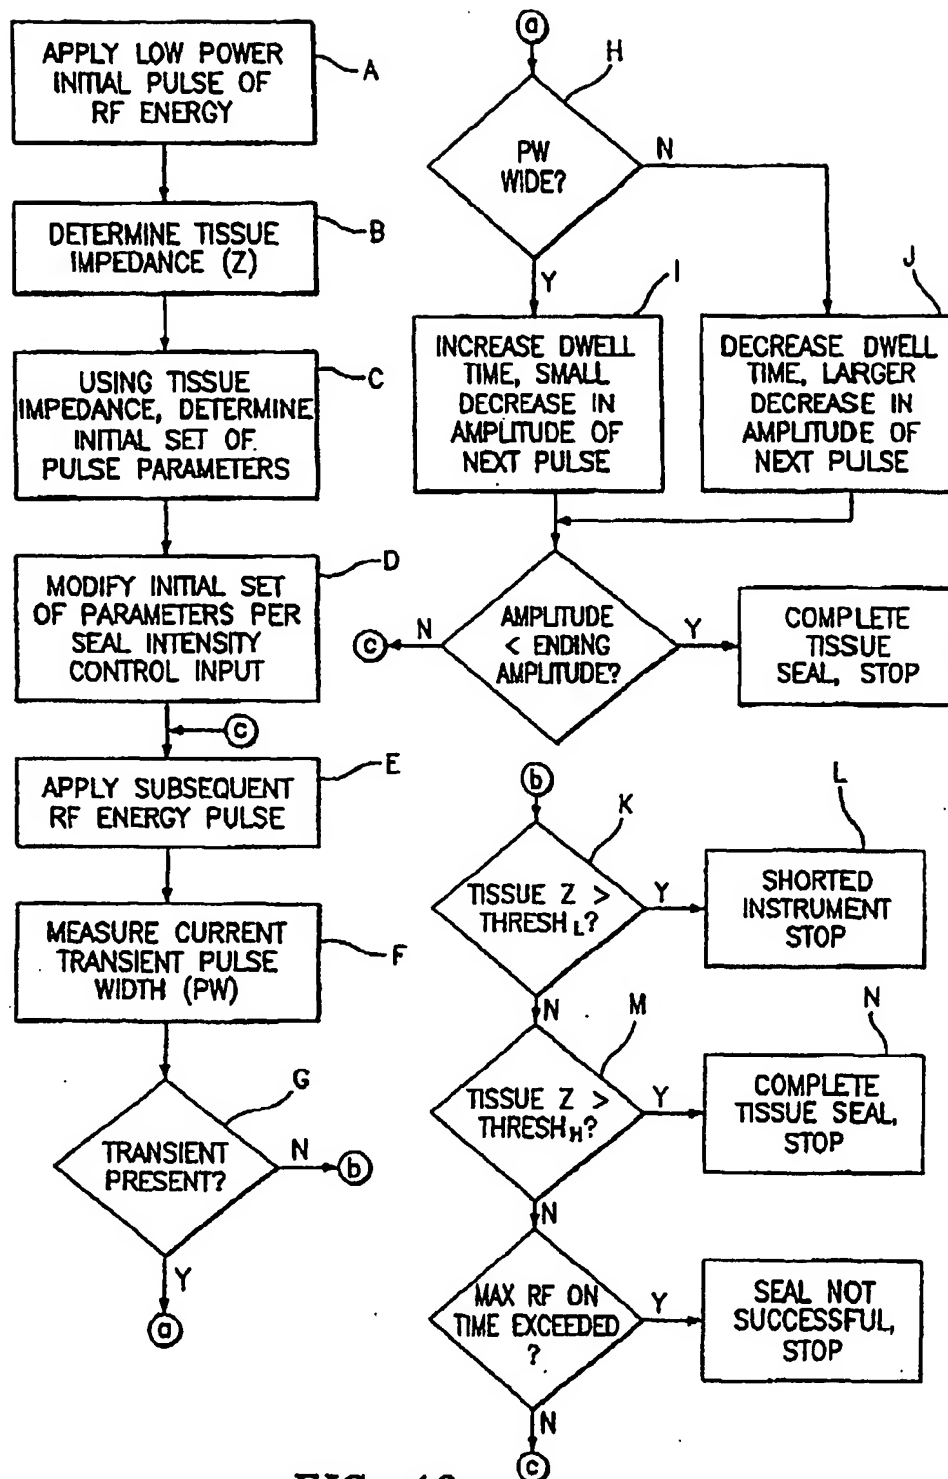 APPLY LOW POWER
INITIAL PULSE OF
RF ENERGY
A
DETERMINE TISSUE
IMPEDANCE (Z)
B
USING TISSUE
IMPEDANCE, DETERMINE
INITIAL SET OF
PULSE PARAMETERS
C
MODIFY INITIAL SET
OF PARAMETERS PER
SEAL INTENSITY
CONTROL INPUT
D
c
APPLY SUBSEQUENT
RF ENERGY PULSE
E
MEASURE CURRENT
TRANSIENT PULSE
WIDTH (PW)
F
TRANSIENT
PRESENT?
G
N
b
Y
a
a
PW
WIDE?
H
N
Y
INCREASE DWELL
TIME, SMALL
DECREASE IN
AMPLITUDE OF
NEXT PULSE
I
DECREASE DWELL
TIME, LARGER
DECREASE IN
AMPLITUDE OF
NEXT PULSE
J
AMPLITUDE
< ENDING
AMPLITUDE?
N
c
Y
COMPLETE
TISSUE
SEAL, STOP
b
TISSUE Z >
THRESH L?
K
Y
SHORTED
INSTRUMENT
STOP
L
N
TISSUE Z >
THRESH H?
M
Y
COMPLETE
TISSUE SEAL,
STOP
N
N
MAX RF ON
TIME EXCEEDED
?
Y
SEAL NOT
SUCCESSFUL,
STOP
N
c